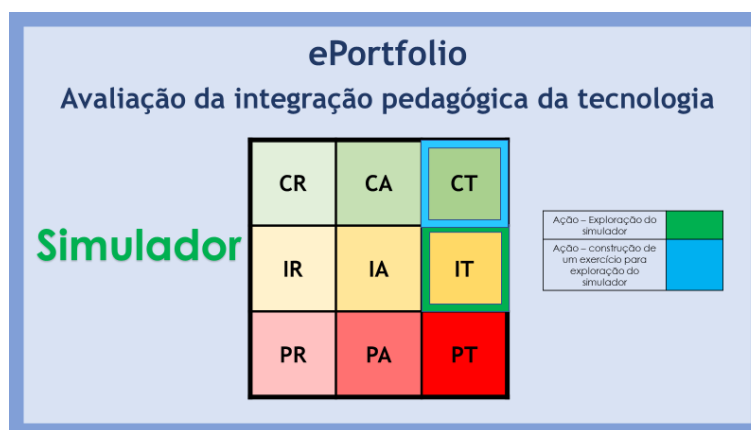 ePortfolio
Avaliação da integração pedagógica da tecnologia
Simulador
CR CA CT
IR IA IT
PR PA PT
Ação – Exploração do
simulador
Ação – construção de
um exercício para
exploração do
simulador